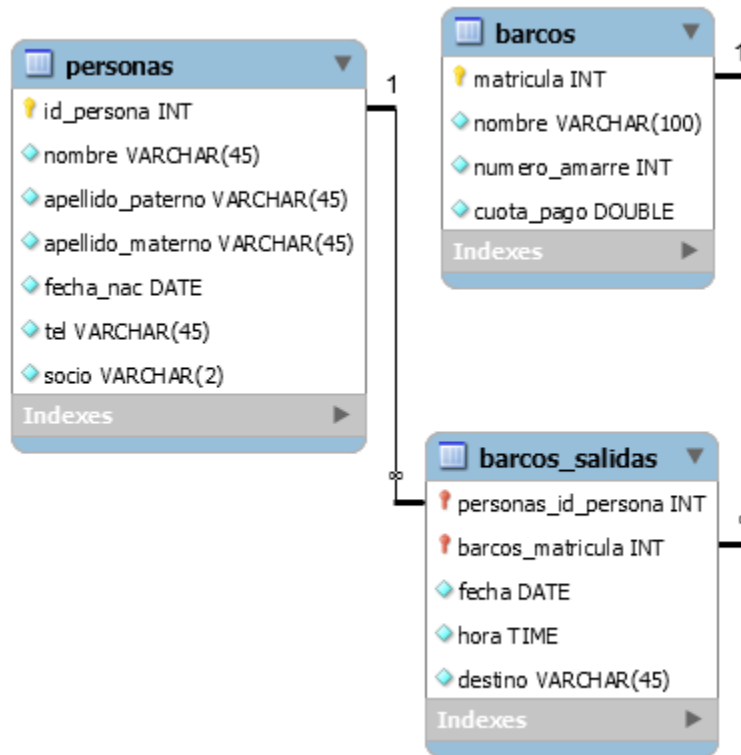 personas
id_persona INT
nombre VARCHAR(45)
apellido_paterno VARCHAR(45)
apellido_materno VARCHAR(45)
fecha_nac DATE
tel VARCHAR(45)
socio VARCHAR(2)
Indexes
1
∞
barcos
matricula INT
nombre VARCHAR(100)
numero_amarre INT
cuota_pago DOUBLE
Indexes
1
barcos_salidas
personas_id_persona INT
barcos_matricula INT
fecha DATE
hora TIME
destino VARCHAR(45)
Indexes